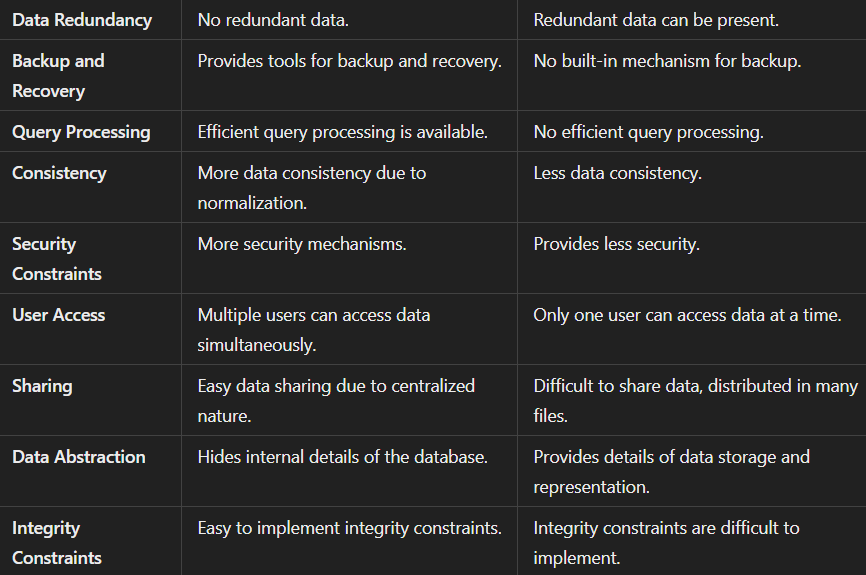 Data Redundancy No redundant data. Redundant data can be present.
Backup and Provides tools for backup and recovery. No built-in mechanism for backup.
Recovery
Query Processing Efficient query processing is available. No efficient query processing.
Consistency More data consistency due to Less data consistency.
normalization.
Security More security mechanisms. Provides less security.
Constraints
User Access Multiple users can access data Only one user can access data at a time.
simultaneously.
Sharing Easy data sharing due to centralized Difficult to share data, distributed in many
nature. files.
Data Abstraction Hides internal details of the database. Provides details of data storage and
representation.
Integrity Easy to implement integrity constraints. Integrity constraints are difficult to
Constraints implement.